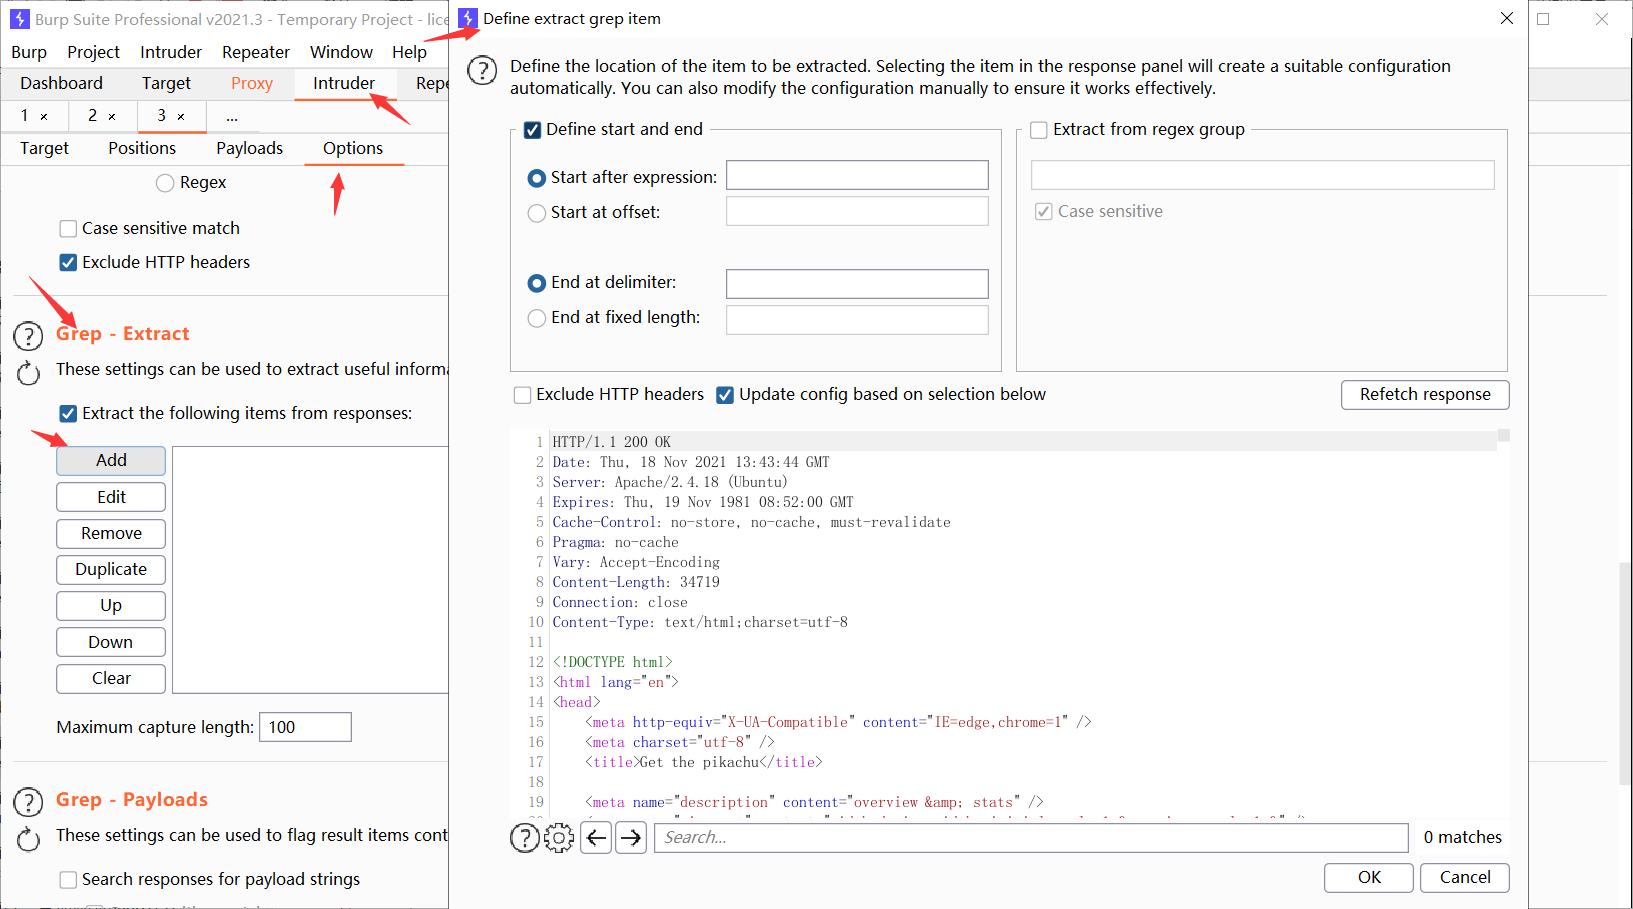 Burp Suite Professional v2021.3 - Temporary Project - lice
Burp Project Intruder Repeater Window Help
Dashboard Target Proxy Intruder Repe
1 × 2 × 3 × ...
Target Positions Payloads Options
Regex
Case sensitive match
Exclude HTTP headers
Grep - Extract
These settings can be used to extract useful informa
Extract the following items from responses:
Add
Edit
Remove
Duplicate
Up
Down
Clear
Maximum capture length: 100
Grep - Payloads
These settings can be used to flag result items cont
Search responses for payload strings
Define extract grep item
Define the location of the item to be extracted. Selecting the item in the response panel will create a suitable configuration
automatically. You can also modify the configuration manually to ensure it works effectively.
Define start and end
Start after expression:
Start at offset:
End at delimiter:
End at fixed length:
Extract from regex group
Case sensitive
Exclude HTTP headers Update config based on selection below Refetch response
1 HTTP/1.1 200 OK
2 Date: Thu, 18 Nov 2021 13:43:44 GMT
3 Server: Apache/2.4.18 (Ubuntu)
4 Expires: Thu, 19 Nov 1981 08:52:00 GMT
5 Cache-Control: no-store, no-cache, must-revalidate
6 Pragma: no-cache
7 Vary: Accept-Encoding
8 Content-Length: 34719
9 Connection: close
10 Content-Type: text/html;charset=utf-8
11
12 <!DOCTYPE html>
13 <html lang="en">
14 <head>
15 <meta http-equiv="X-UA-Compatible" content="IE=edge,chrome=1" />
16 <meta charset="utf-8" />
17 <title>Get the pikachu</title>
18
19 <meta name="description" content="overview &amp; stats" />
Search... 0 matches
OK Cancel